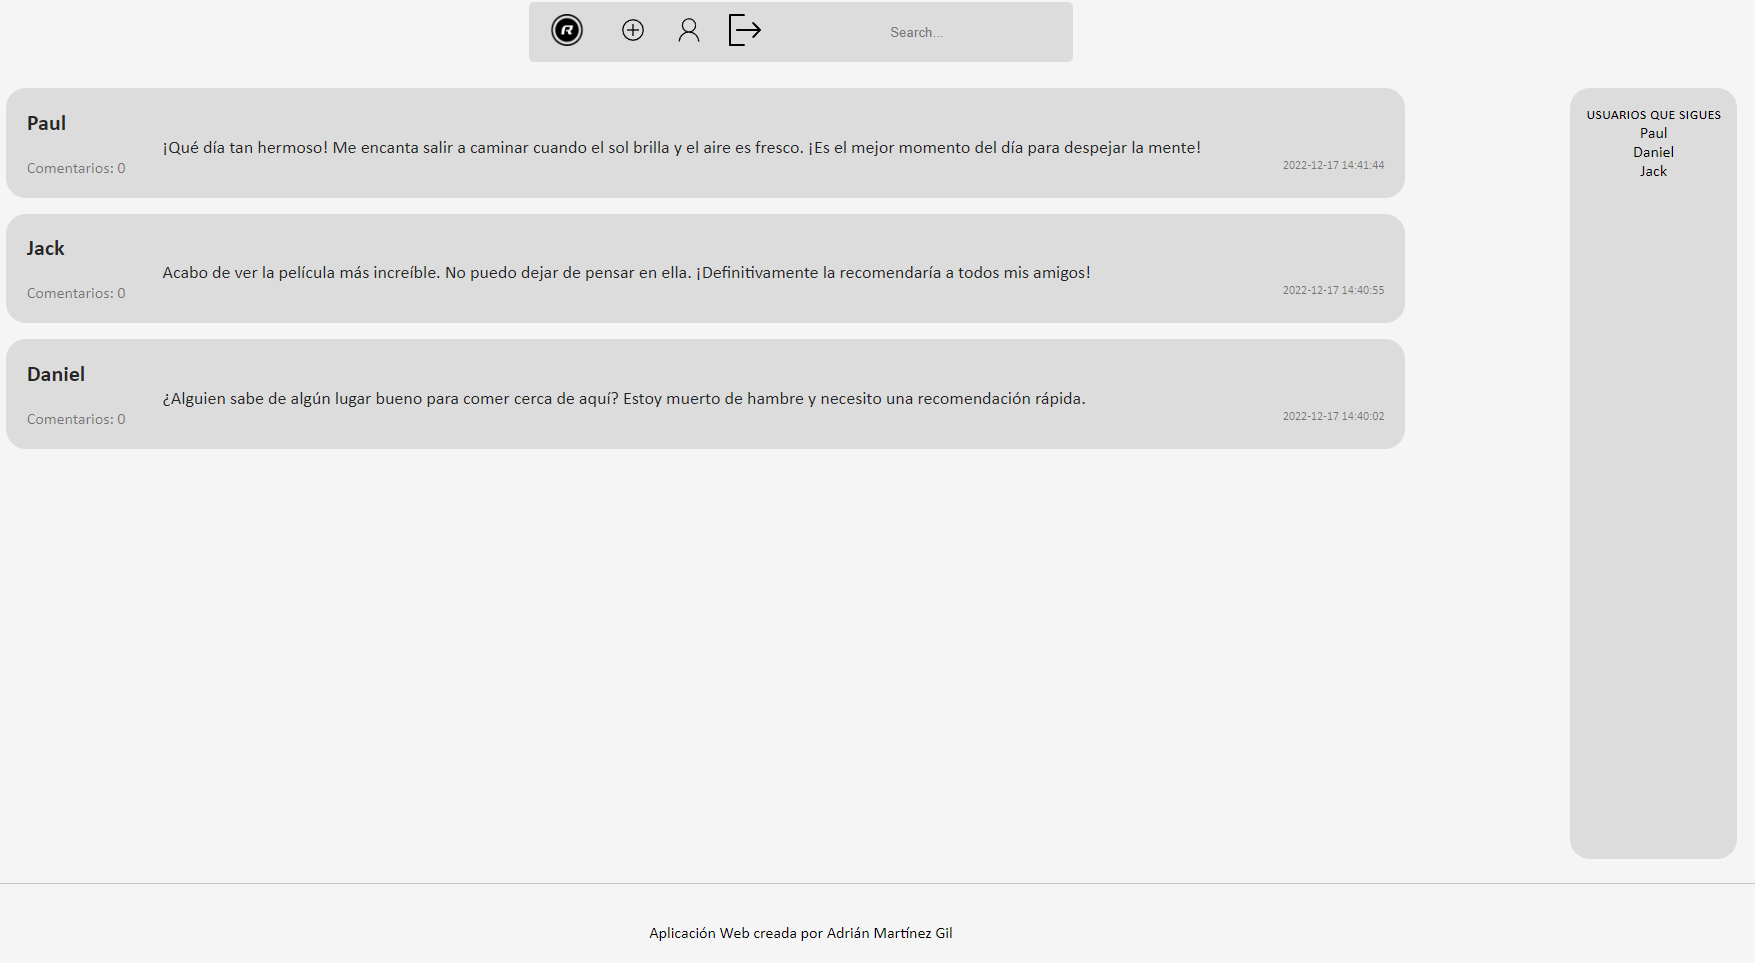 R
Search...
Paul
¡Qué día tan hermoso! Me encanta salir a caminar cuando el sol brilla y el aire es fresco. ¡Es el mejor momento del día para despejar la mente!
Comentarios: 0
2022-12-17 14:41:44
Jack
Acabo de ver la película más increíble. No puedo dejar de pensar en ella. ¡Definitivamente la recomendaría a todos mis amigos!
Comentarios: 0
2022-12-17 14:40:55
Daniel
¿Alguien sabe de algún lugar bueno para comer cerca de aquí? Estoy muerto de hambre y necesito una recomendación rápida.
Comentarios: 0
2022-12-17 14:40:02
USUARIOS QUE SIGUES
Paul
Daniel
Jack
Aplicación Web creada por Adrián Martínez Gil